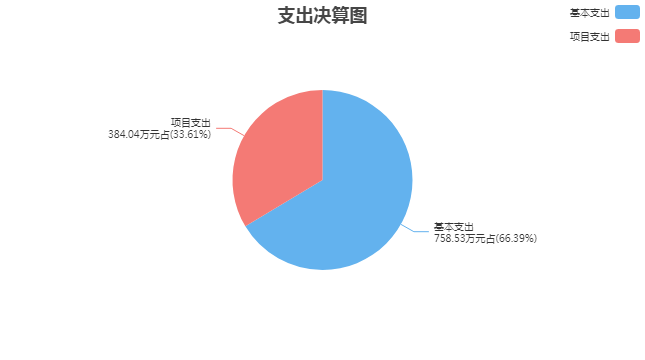 支出决算图
基本支出
项目支出
项目支出
384.04万元占(33.61%)
基本支出
758.53万元占(66.39%)